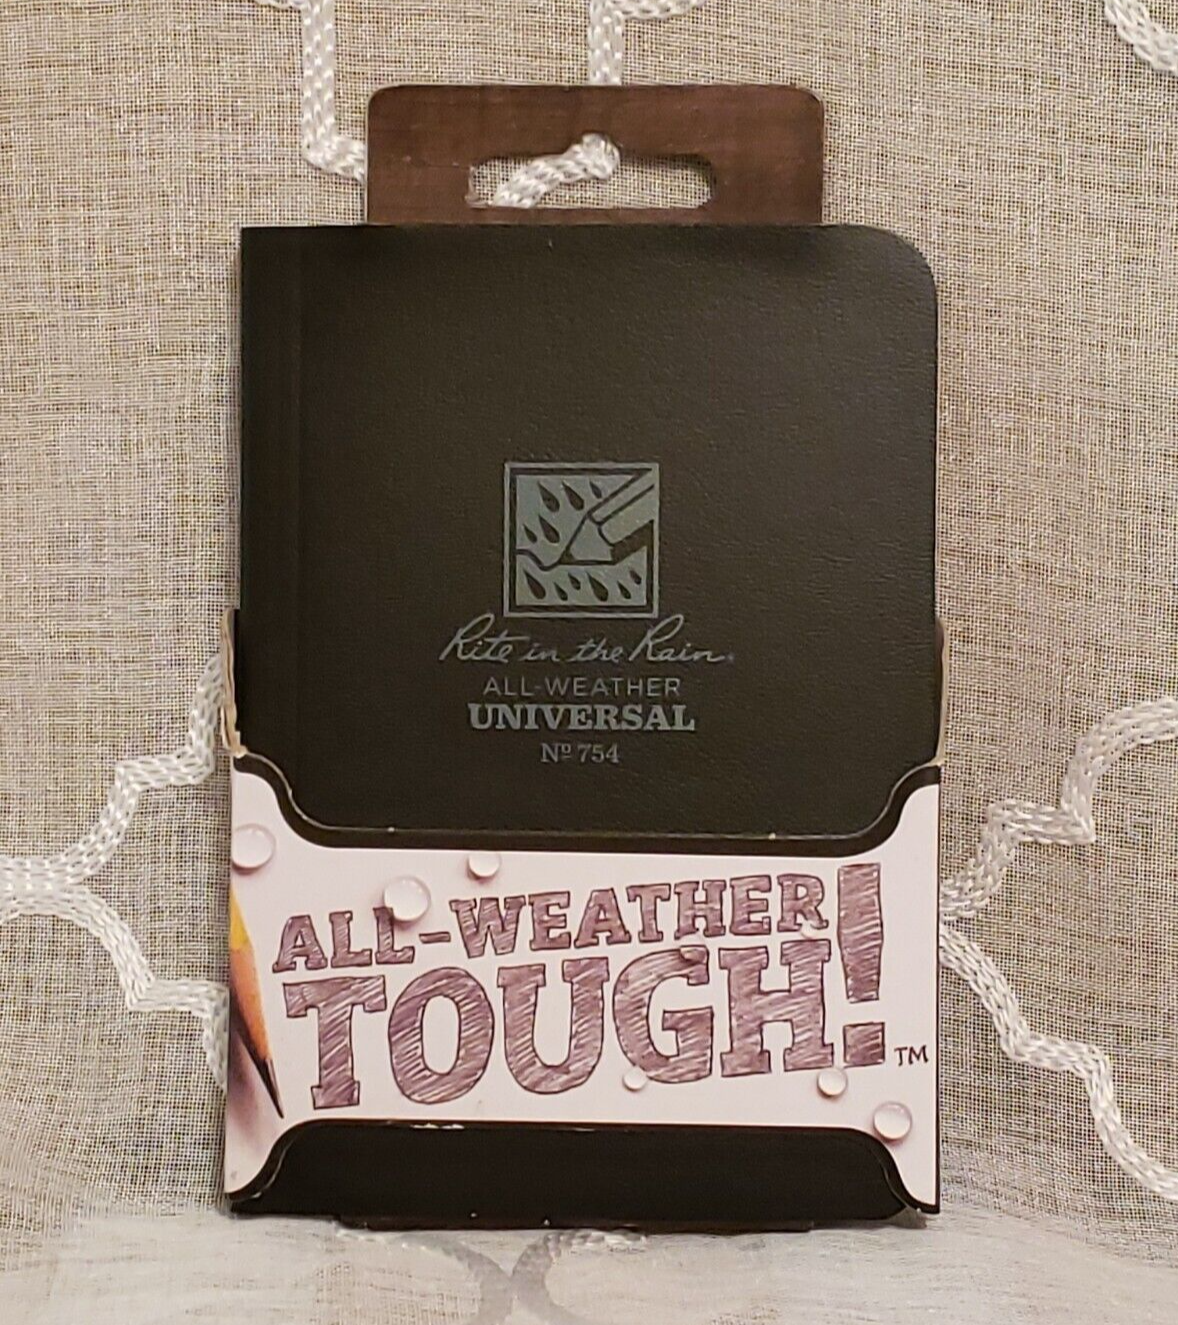 Rite in the Rain®
ALL-WEATHER
UNIVERSAL
Nº 754
ALL-WEATHER
TOUGH!™